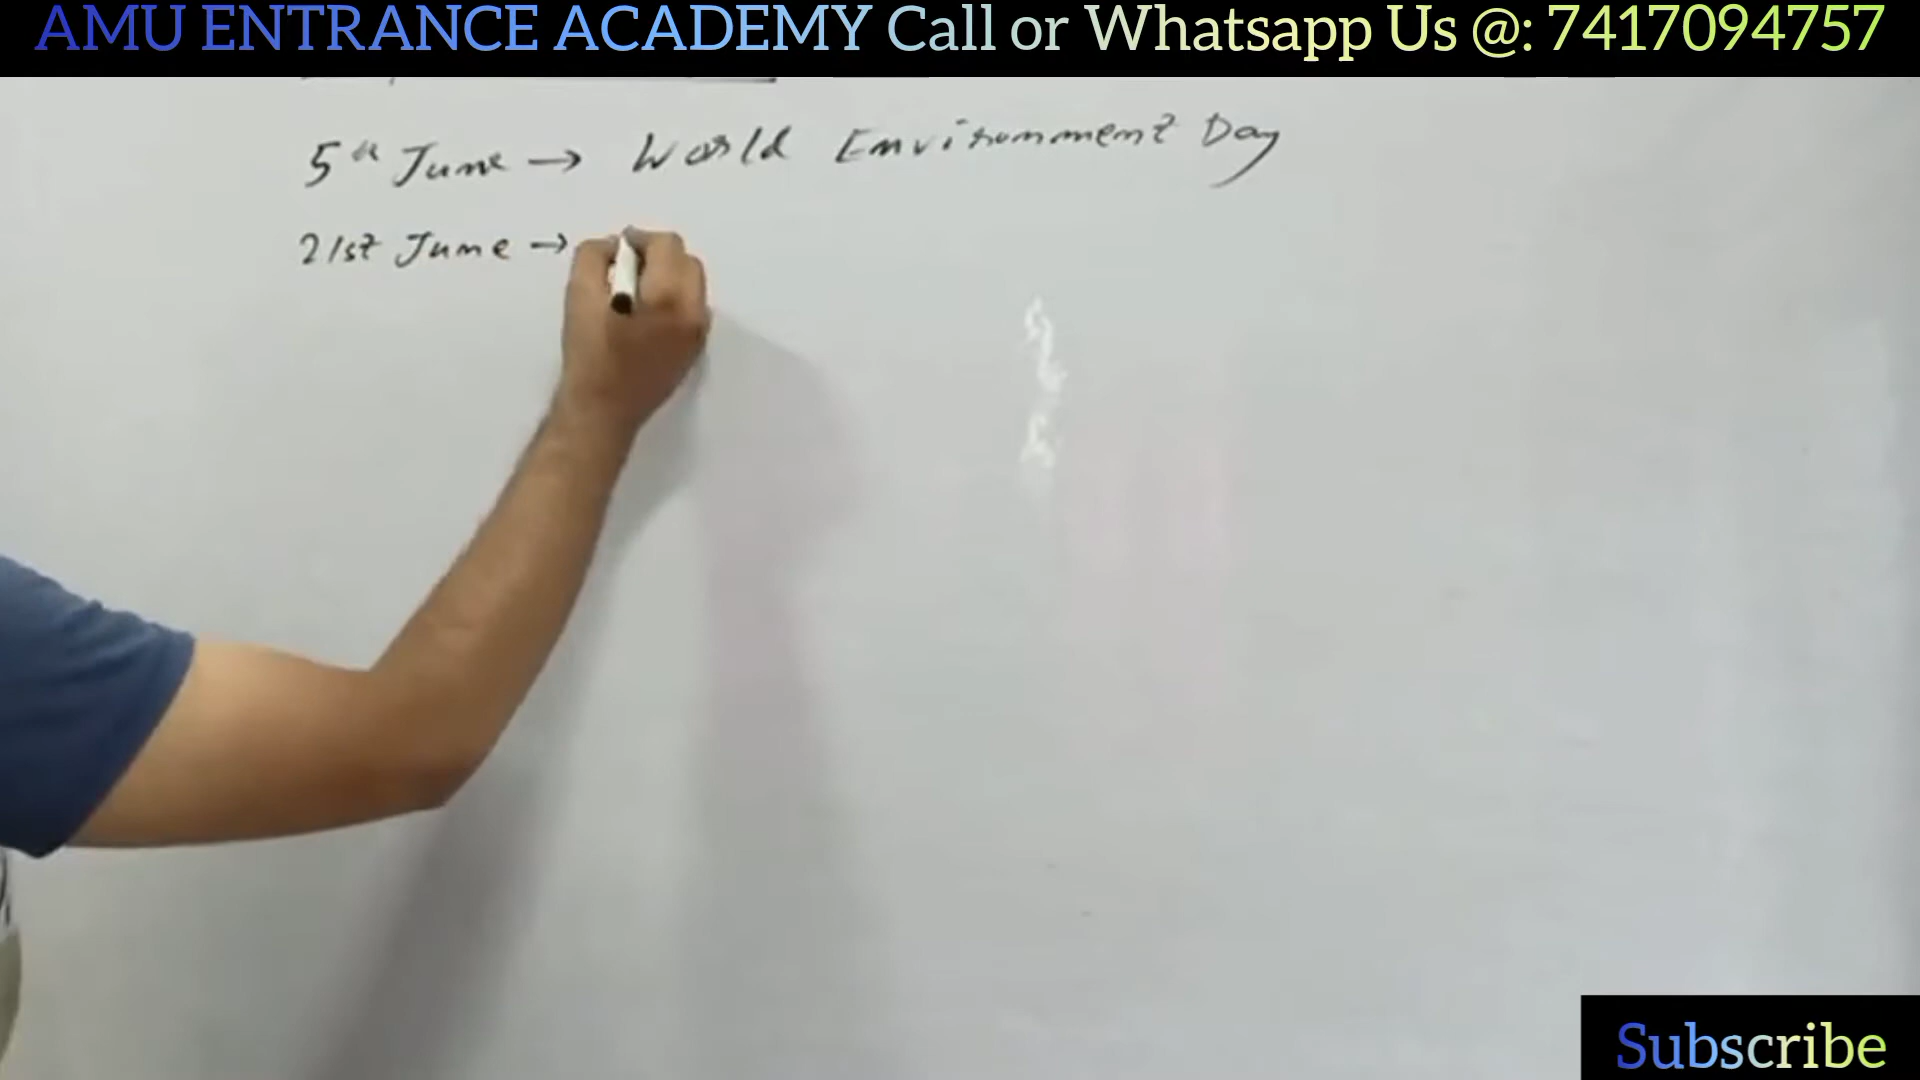 AMU ENTRANCE ACADEMY Call or Whatsapp Us @: 7417094757
5th June → World Environment Day
21st June →
Subscribe